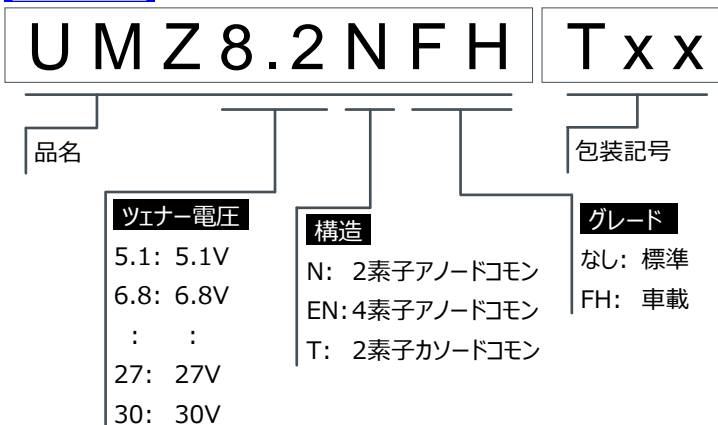 UMZ8.2NFH Txx
品名
包装記号
ツェナー電圧
5.1: 5.1V
6.8: 6.8V
: :
27: 27V
30: 30V
構造
N: 2素子アノードコモン
EN:4素子アノードコモン
T: 2素子カソードコモン
グレード
なし: 標準
FH: 車載